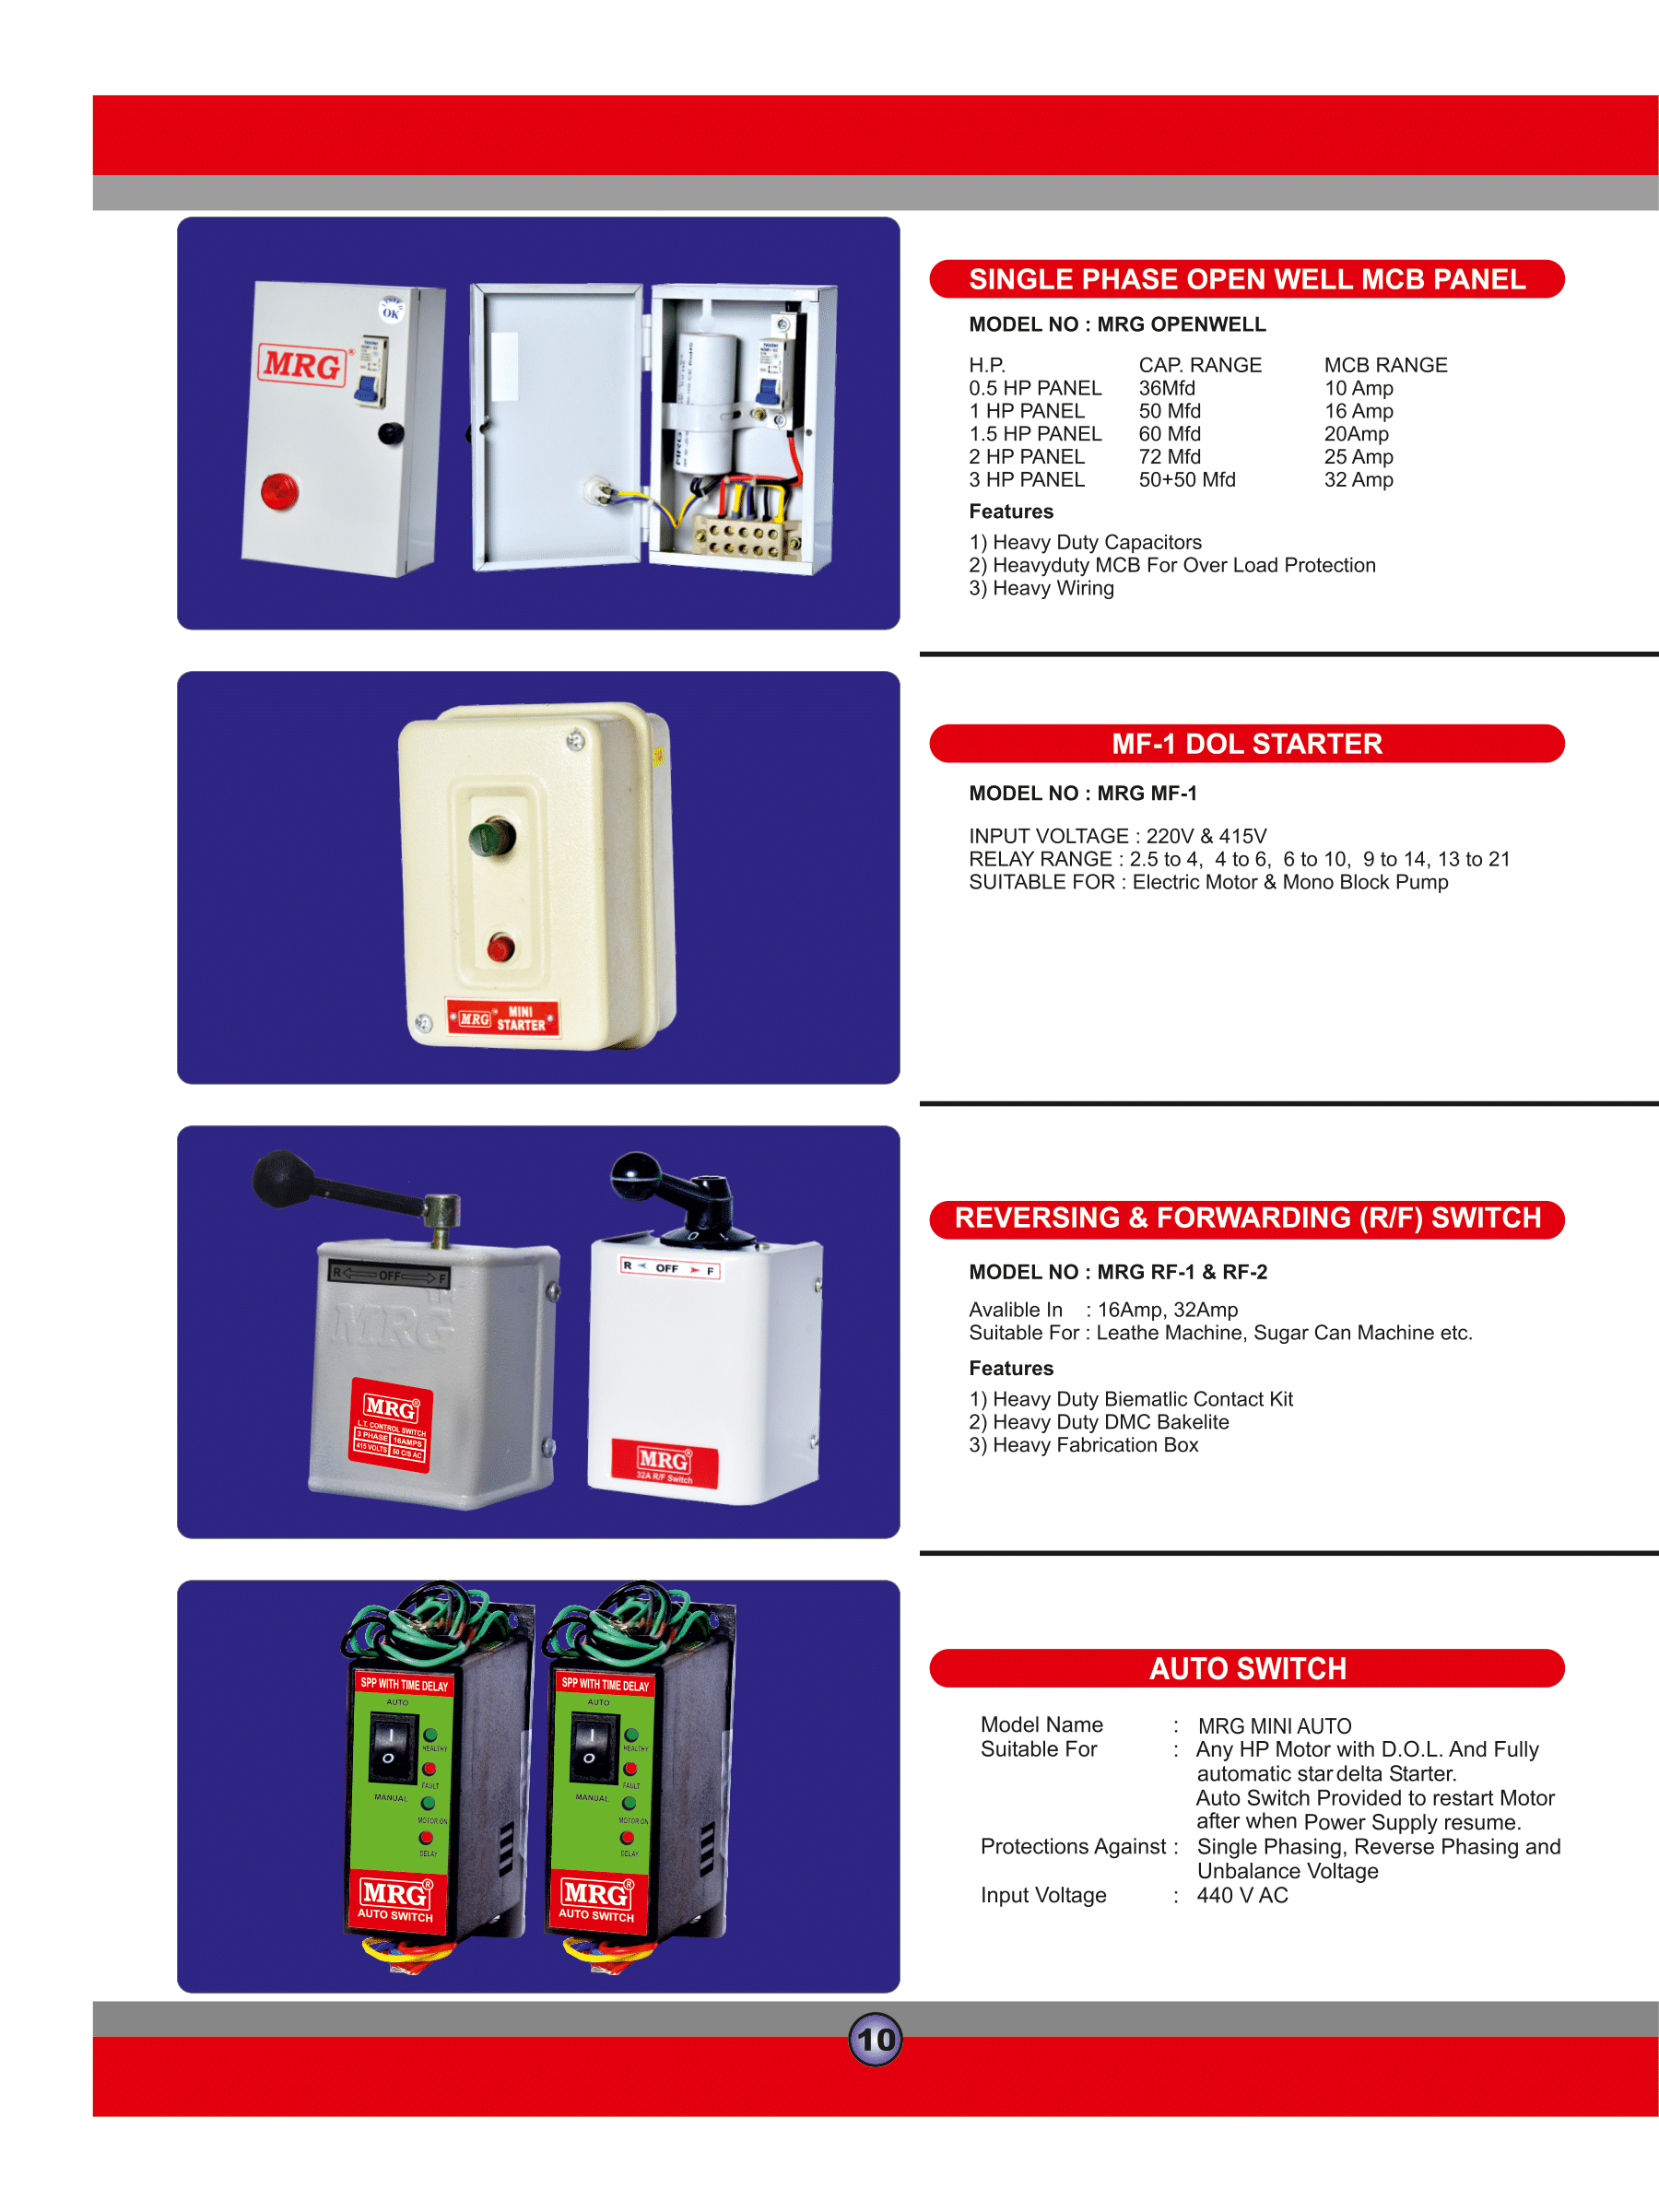 SINGLE PHASE OPEN WELL MCB PANEL
MODEL NO : MRG OPENWELL
H.P. CAP. RANGE MCB RANGE
0.5 HP PANEL 36Mfd 10 Amp
1 HP PANEL 50 Mfd 16 Amp
1.5 HP PANEL 60 Mfd 20Amp
2 HP PANEL 72 Mfd 25 Amp
3 HP PANEL 50+50 Mfd 32 Amp
Features
1) Heavy Duty Capacitors
2) Heavyduty MCB For Over Load Protection
3) Heavy Wiring
OK
MRG
MRG
MF-1 DOL STARTER
MODEL NO : MRG MF-1
INPUT VOLTAGE : 220V & 415V
RELAY RANGE : 2.5 to 4, 4 to 6, 6 to 10, 9 to 14, 13 to 21
SUITABLE FOR : Electric Motor & Mono Block Pump
MRG MINI
STARTER
REVERSING & FORWARDING (R/F) SWITCH
MODEL NO : MRG RF-1 & RF-2
Avalible In : 16Amp, 32Amp
Suitable For : Leathe Machine, Sugar Can Machine etc.
Features
1) Heavy Duty Biematlic Contact Kit
2) Heavy Duty DMC Bakelite
3) Heavy Fabrication Box
R OFF F
MRG
MRG®
L.T. CONTROL SWITCH
3 PHASE 16AMPS
415 VOLTS 50 C/S AC
O
R OFF F
MRG®
32A R/F Switch
AUTO SWITCH
Model Name : MRG MINI AUTO
Suitable For : Any HP Motor with D.O.L. And Fully
automatic star delta Starter.
Auto Switch Provided to restart Motor
after when Power Supply resume.
Protections Against : Single Phasing, Reverse Phasing and
Unbalance Voltage
Input Voltage : 440 V AC
SPP WITH TIME DELAY
AUTO
HEALTHY
FAULT
MANUAL
MOTOR ON
DELAY
MRG®
AUTO SWITCH
SPP WITH TIME DELAY
AUTO
HEALTHY
FAULT
MANUAL
MOTOR ON
DELAY
MRG®
AUTO SWITCH
10